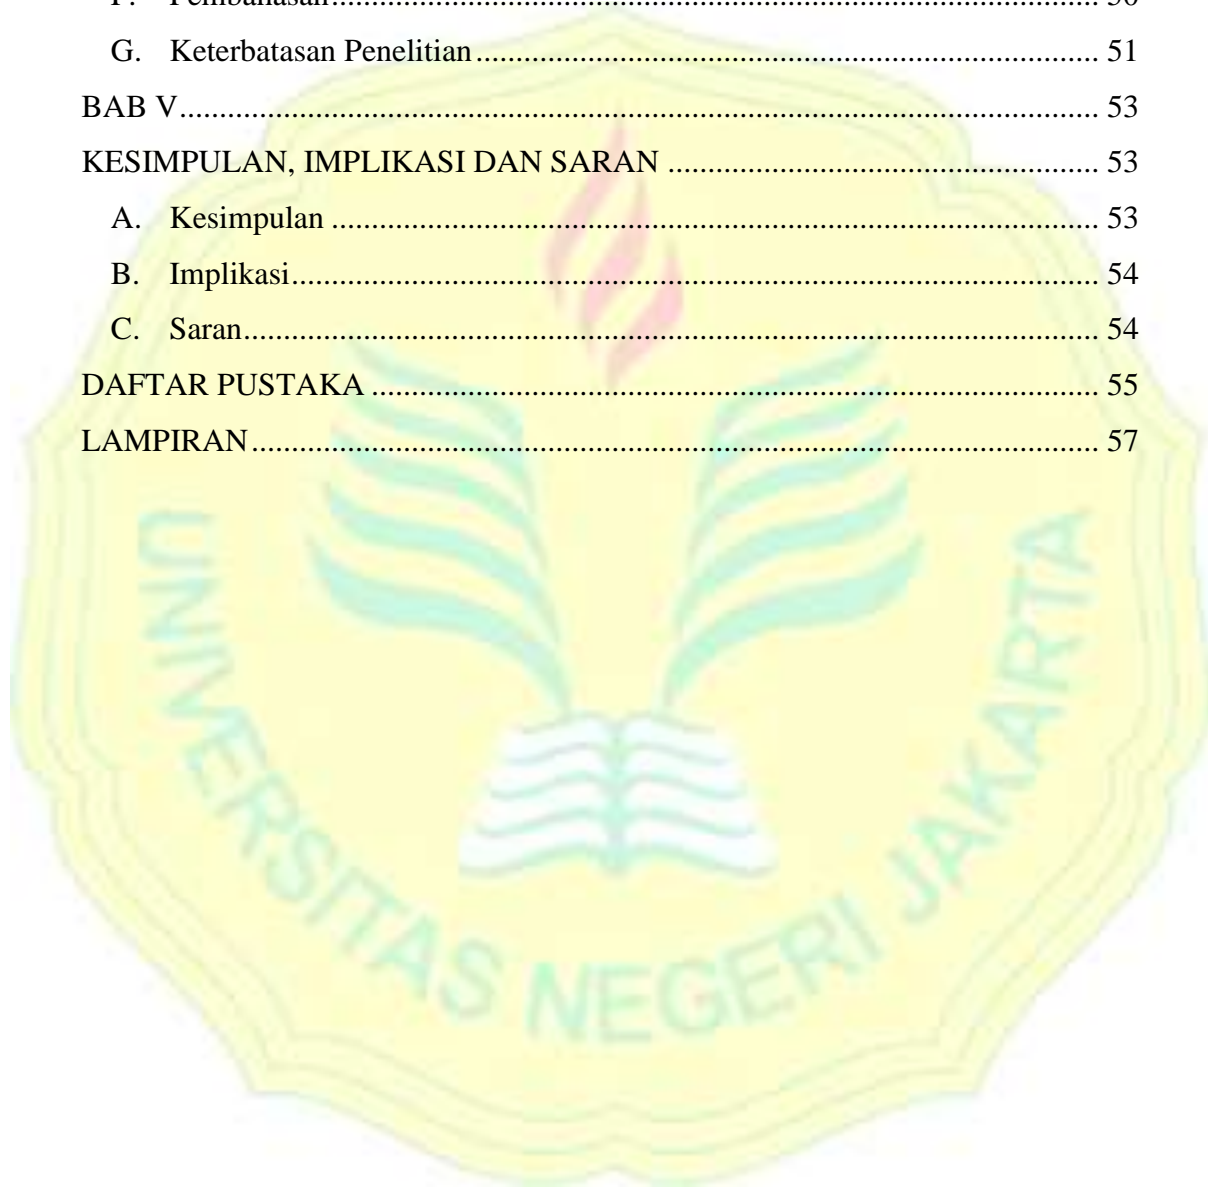 G. Keterbatasan Penelitian ........................................ 51
BAB V ........................................ 53
KESIMPULAN, IMPLIKASI DAN SARAN ........................................ 53
A. Kesimpulan ........................................ 53
B. Implikasi ........................................ 54
C. Saran ........................................ 54
DAFTAR PUSTAKA ........................................ 55
LAMPIRAN ........................................ 57
UNIVERSITAS NEGERI JAKARTA